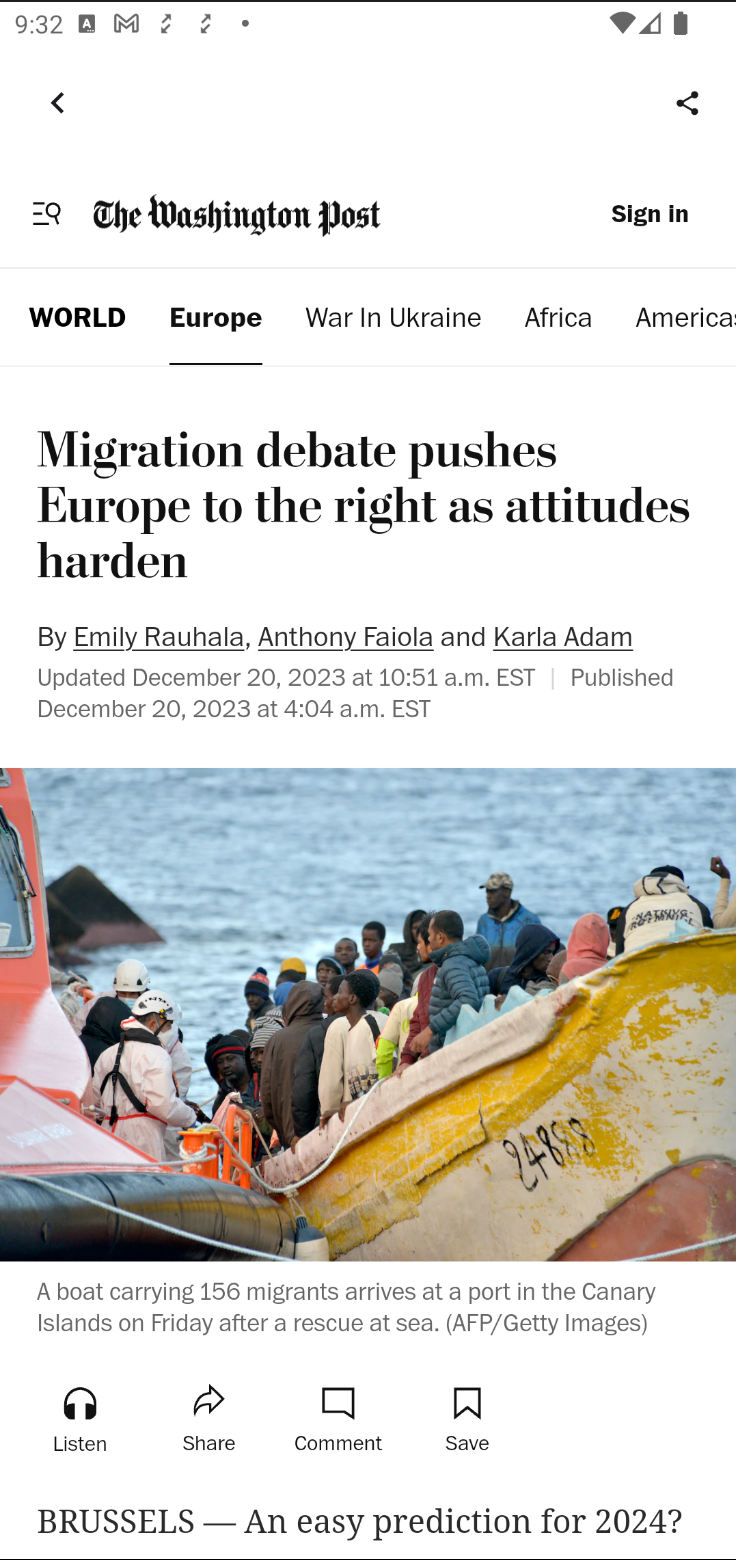 9:32
The Washington Post
Sign in
WORLD Europe War In Ukraine Africa Americas
Migration debate pushes
Europe to the right as attitudes
harden
By Emily Rauhala, Anthony Faiola and Karla Adam
Updated December 20, 2023 at 10:51 a.m. EST | Published
December 20, 2023 at 4:04 a.m. EST
24888
A boat carrying 156 migrants arrives at a port in the Canary
Islands on Friday after a rescue at sea. (AFP/Getty Images)
Listen Share Comment Save
BRUSSELS — An easy prediction for 2024?